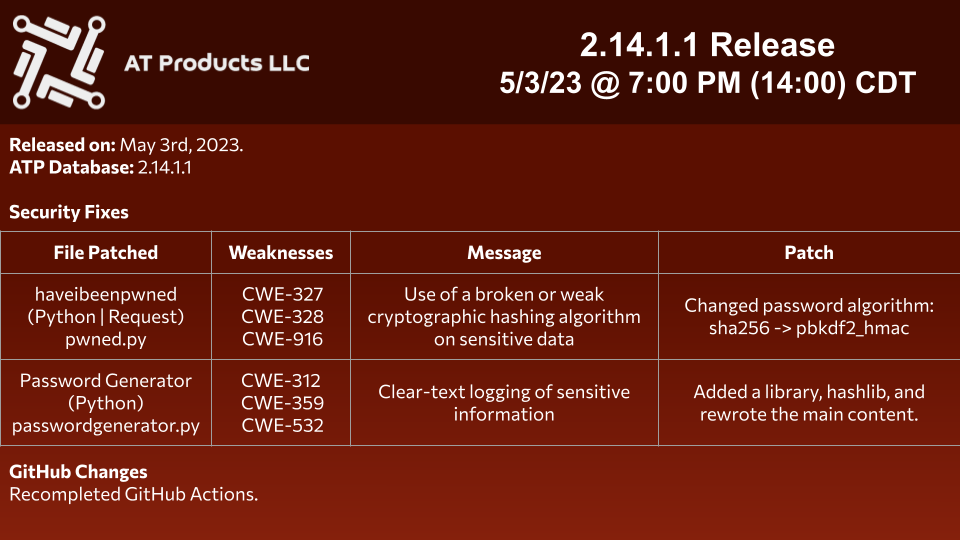 AT Products LLC
2.14.1.1 Release
5/3/23 @ 7:00 PM (14:00) CDT
Released on: May 3rd, 2023.
ATP Database: 2.14.1.1
Security Fixes
File Patched
Weaknesses
Message
Patch
haveibeenpwned
(Python | Request)
pwned.py
CWE-327
CWE-328
CWE-916
Use of a broken or weak
cryptographic hashing algorithm
on sensitive data
Changed password algorithm:
sha256 -> pbkdf2_hmac
Password Generator
(Python)
passwordgenerator.py
CWE-312
CWE-359
CWE-532
Clear-text logging of sensitive
information
Added a library, hashlib, and
rewrote the main content.
GitHub Changes
Recompleted GitHub Actions.